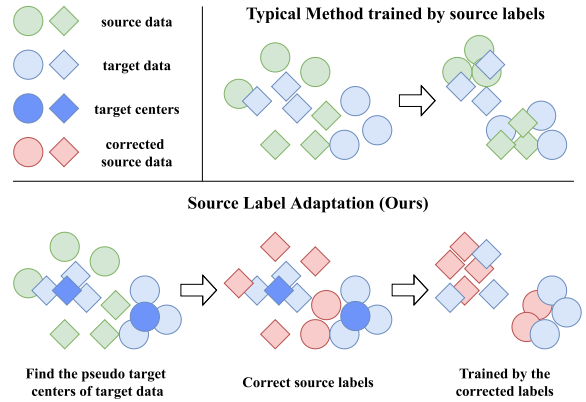 source data
target data
target centers
corrected
source data
Typical Method trained by source labels
Source Label Adaptation (Ours)
Find the pseudo target
centers of target data
Correct source labels
Trained by the
corrected labels